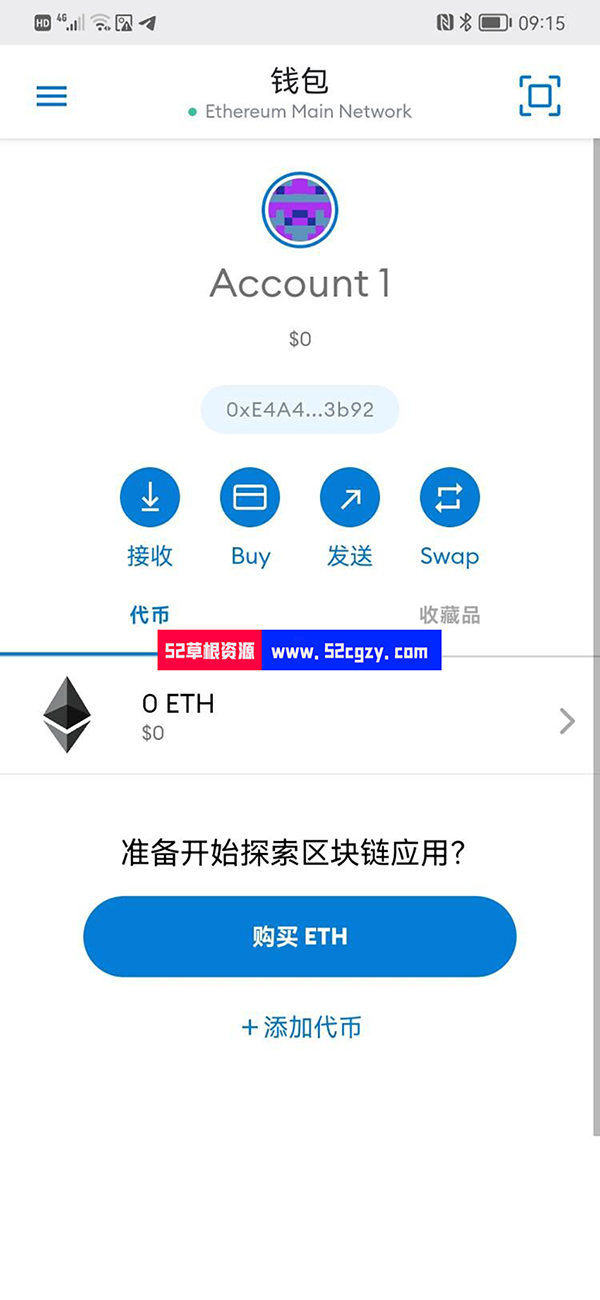 HD 4G 09:15
钱包
Ethereum Main Network
Account 1
$0
0xE4A4...3b92
接收 Buy 发送 Swap
代币 收藏品
52草根资源 www.52cgzy.com
0 ETH
$0
准备开始探索区块链应用？
购买 ETH
+ 添加代币